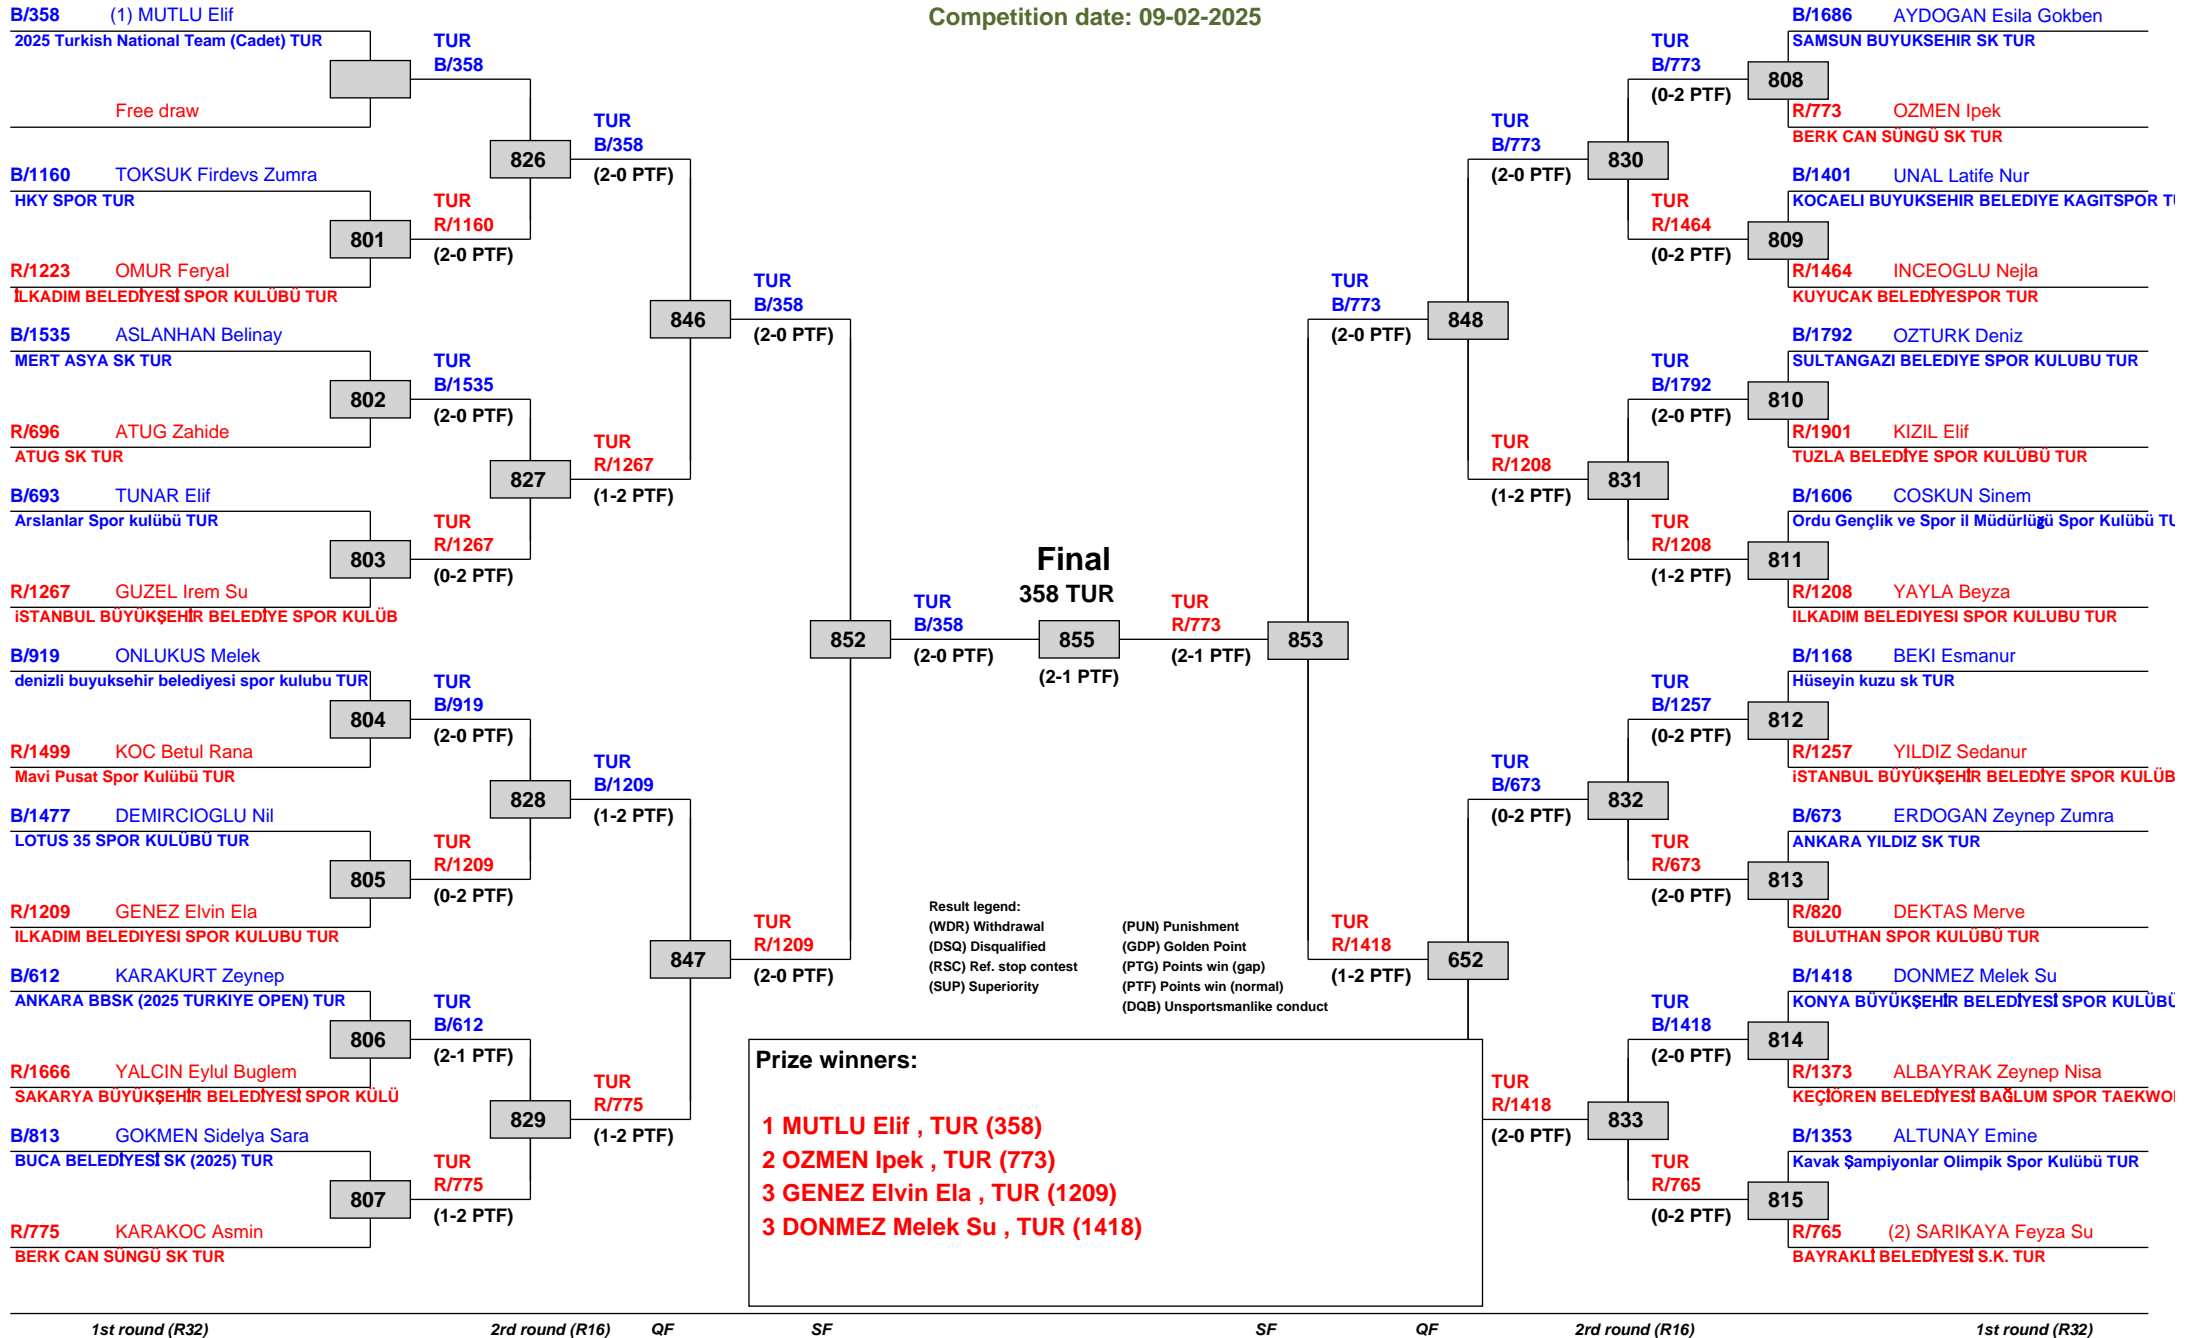 Competition date: 09-02-2025
B/358 (1) MUTLU Elif
2025 Turkish National Team (Cadet) TUR
Free draw
B/1160 TOKSUK Firdevs Zumra
HKY SPOR TUR
801
R/1223 OMUR Feryal
İLKADIM BELEDİYESİ SPOR KULÜBÜ TUR
B/1535 ASLANHAN Belinay
MERT ASYA SK TUR
802
R/696 ATUG Zahide
ATUG SK TUR
B/693 TUNAR Elif
Arslanlar Spor kulübü TUR
803
R/1267 GUZEL Irem Su
iSTANBUL BÜYÜKŞEHİR BELEDİYE SPOR KULÜB
B/919 ONLUKUS Melek
denizli buyuksehir belediyesi spor kulubu TUR
804
R/1499 KOC Betul Rana
Mavi Pusat Spor Kulübü TUR
B/1477 DEMIRCIOGLU Nil
LOTUS 35 SPOR KULÜBÜ TUR
805
R/1209 GENEZ Elvin Ela
ILKADIM BELEDIYESI SPOR KULUBU TUR
B/612 KARAKURT Zeynep
ANKARA BBSK (2025 TURKIYE OPEN) TUR
806
R/1666 YALCIN Eylul Buglem
SAKARYA BÜYÜKŞEHİR BELEDİYESİ SPOR KÜLÜ
B/813 GOKMEN Sidelya Sara
BUCA BELEDİYESİ SK (2025) TUR
807
R/775 KARAKOC Asmin
BERK CAN SÜNGÜ SK TUR
TUR
B/358
826
TUR
R/1160
(2-0 PTF)
TUR
B/1535
(2-0 PTF)
827
TUR
R/1267
(0-2 PTF)
TUR
B/919
(2-0 PTF)
828
TUR
R/1209
(0-2 PTF)
TUR
B/612
(2-1 PTF)
829
TUR
R/775
(1-2 PTF)
TUR
B/358
(2-0 PTF)
846
TUR
R/1267
(1-2 PTF)
TUR
B/1209
(1-2 PTF)
847
TUR
R/775
(1-2 PTF)
TUR
B/358
(2-0 PTF)
852
TUR
R/1209
(2-0 PTF)
TUR
B/358
(2-0 PTF)
Final
358 TUR
855
(2-1 PTF)
TUR
R/773
(2-1 PTF)
853
TUR
B/773
(2-0 PTF)
TUR
R/1418
(1-2 PTF)
848
652
TUR
B/773
(2-0 PTF)
TUR
R/1208
(1-2 PTF)
TUR
B/673
(0-2 PTF)
TUR
R/1418
(2-0 PTF)
830
831
832
833
TUR
B/773
(0-2 PTF)
TUR
R/1464
(0-2 PTF)
TUR
B/1792
(2-0 PTF)
TUR
R/1208
(1-2 PTF)
TUR
B/1257
(0-2 PTF)
TUR
R/673
(2-0 PTF)
TUR
B/1418
(2-0 PTF)
TUR
R/765
(0-2 PTF)
B/1686 AYDOGAN Esila Gokben
SAMSUN BUYUKSEHIR SK TUR
808
R/773 OZMEN Ipek
BERK CAN SÜNGÜ SK TUR
B/1401 UNAL Latife Nur
KOCAELI BUYUKSEHIR BELEDIYE KAGITSPOR TU
809
R/1464 INCEOGLU Nejla
KUYUCAK BELEDİYESPOR TUR
B/1792 OZTURK Deniz
SULTANGAZI BELEDIYE SPOR KULUBU TUR
810
R/1901 KIZIL Elif
TUZLA BELEDİYE SPOR KULÜBÜ TUR
B/1606 COSKUN Sinem
Ordu Gençlik ve Spor il Müdürlüğü Spor Kulübü TU
811
R/1208 YAYLA Beyza
ILKADIM BELEDIYESI SPOR KULUBU TUR
B/1168 BEKI Esmanur
Hüseyin kuzu sk TUR
812
R/1257 YILDIZ Sedanur
iSTANBUL BÜYÜKŞEHİR BELEDİYE SPOR KULÜB
B/673 ERDOGAN Zeynep Zumra
ANKARA YILDIZ SK TUR
813
R/820 DEKTAS Merve
BULUTHAN SPOR KULÜBÜ TUR
B/1418 DONMEZ Melek Su
KONYA BÜYÜKŞEHİR BELEDİYESİ SPOR KULÜBÜ
814
R/1373 ALBAYRAK Zeynep Nisa
KEÇİÖREN BELEDİYESİ BAĞLUM SPOR TAEKWO
B/1353 ALTUNAY Emine
Kavak Şampiyonlar Olimpik Spor Kulübü TUR
815
R/765 (2) SARIKAYA Feyza Su
BAYRAKLİ BELEDİYESİ S.K. TUR
Result legend:
(WDR) Withdrawal (PUN) Punishment
(DSQ) Disqualified (GDP) Golden Point
(RSC) Ref. stop contest (PTG) Points win (gap)
(SUP) Superiority (PTF) Points win (normal)
(DQB) Unsportsmanlike conduct
Prize winners:
1 MUTLU Elif , TUR (358)
2 OZMEN Ipek , TUR (773)
3 GENEZ Elvin Ela , TUR (1209)
3 DONMEZ Melek Su , TUR (1418)
1st round (R32) 2rd round (R16) QF SF SF QF 2rd round (R16) 1st round (R32)